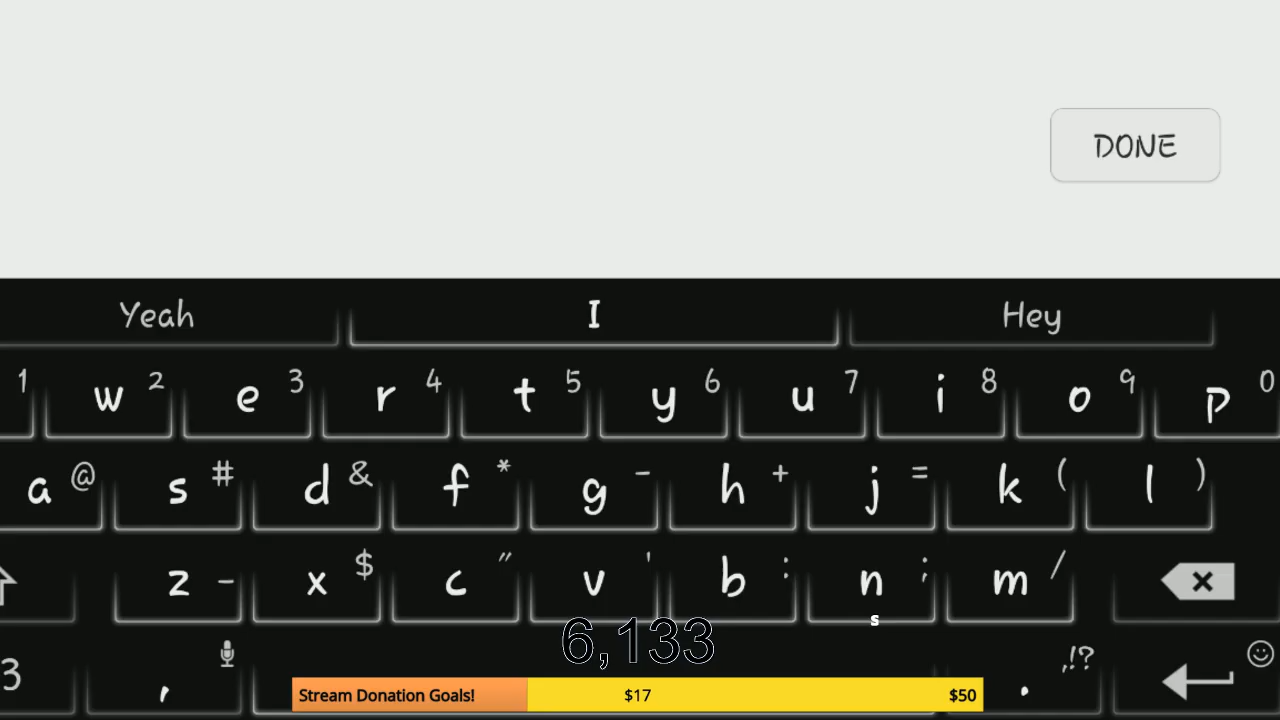 DONE
Yeah I Hey
1 w 2 e 3 r 4 t 5 y 6 u 7 i 8 o 9 p 0
a @ s # d & f * g - h + j = k ( l )
z - x $ c " v ' b : n ; m /
s
6,133
3 , . ,!?
Stream Donation Goals! $17 $50